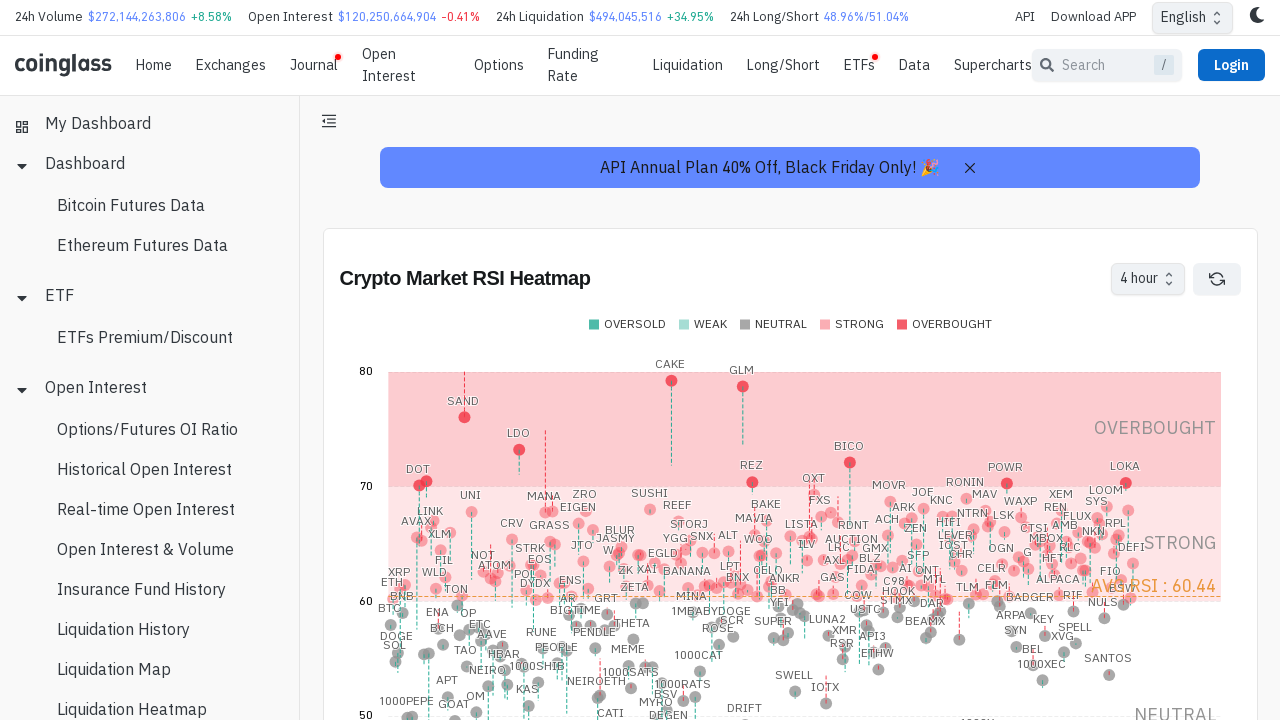 24h Volume $272,144,263,806 +8.58% Open Interest $120,250,664,904 -0.41% 24h Liquidation $494,045,516 +34.95% 24h Long/Short 48.96%/51.04% API Download APP English
coinglass Home Exchanges Journal Open Interest Options Funding Rate Liquidation Long/Short ETFs Data Supercharts Search / Login
My Dashboard
Dashboard
Bitcoin Futures Data
Ethereum Futures Data
ETF
ETFs Premium/Discount
Open Interest
Options/Futures OI Ratio
Historical Open Interest
Real-time Open Interest
Open Interest & Volume
Insurance Fund History
Liquidation History
Liquidation Map
Liquidation Heatmap
API Annual Plan 40% Off, Black Friday Only! 🎉
Crypto Market RSI Heatmap 4 hour
OVERSOLD WEAK NEUTRAL STRONG OVERBOUGHT
80
CAKE GLM
SAND
OVERBOUGHT
LDO
BICO
DOT REZ POWR LOKA
OXT
70
MOVR RONIN
UNI MANA ZRO SUSHI FXS JOE MAV XEM LOOM
LINK EIGEN REEF BAKE ARK KNC WAXP REN SYS
AVAX CRV GRASS STORJ MAVIA LISTA RDNT ACH HIFI NTRN LSK FLUX RPL
XLM BLUR ZEN CTSI AMB
JTO JASMY YGG SNX ALT WOO ILV AUCTION LEVER MBOX NKN
STRONG
NOT STRK W EGLD LRC GMX IOST OGN G RLC DEFI
FIL EOS AXL BLZ SFP CHR HFT
XRP WLD ATOM POL ENS ZK XAI BANANA LPT CELO FIDA CELR FIO
ETH DYDX BNX ANKR GAS C98 MTL ALPACA
TON ZETA BB HOOK TLM BSW
AVG RSI : 60.44
BNB AR GRT MINA COW STMX DAR BADGER RIF
60
BTC ENA OP BIGTIME 1MBABYDOGE YFI USTC NULS
ETC THETA SCR SUPER LUNA2 BEAMX ARPA KEY
BCH AAVE RUNE PENDLE ROSE XMR API3 SYN SPELL
DOGE XVG
SOL TAO HBAR PEOPLE MEME 1000CAT RSR ETHW BEL SANTOS
NEIRO 1000SHIB 1000SATS 1000XEC
APT KAS NEIROETH 1000RATS SWELL IOTX
1000PEPE GOAT OM BSV
MYRO
CATI DEGEN DRIFT
NEUTRAL
50